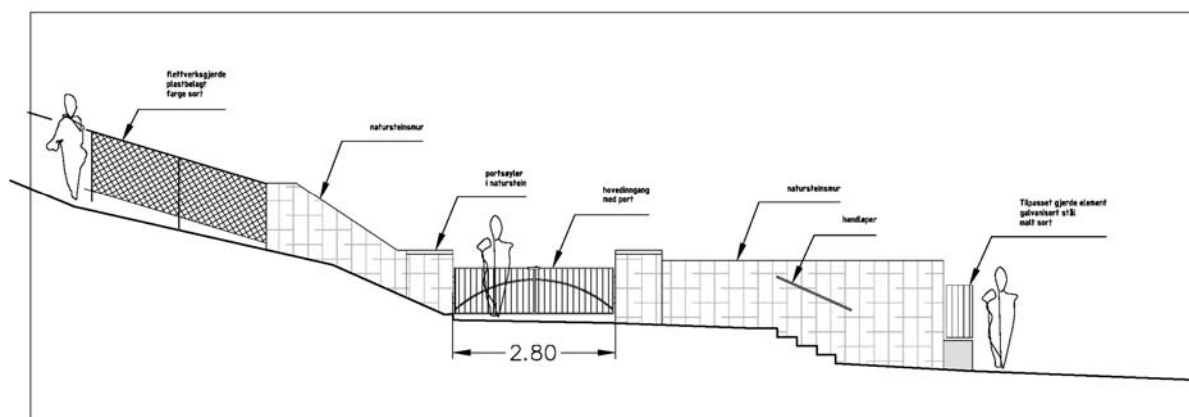 flettverksgjerde
plastbelagt
farge sort
natursteinsmur
portsøyler
i naturstein
hovedinngang
med port
natursteinsmur
handløper
Tilpasset gjerde element
galvanisert stål
malt sort
2.80